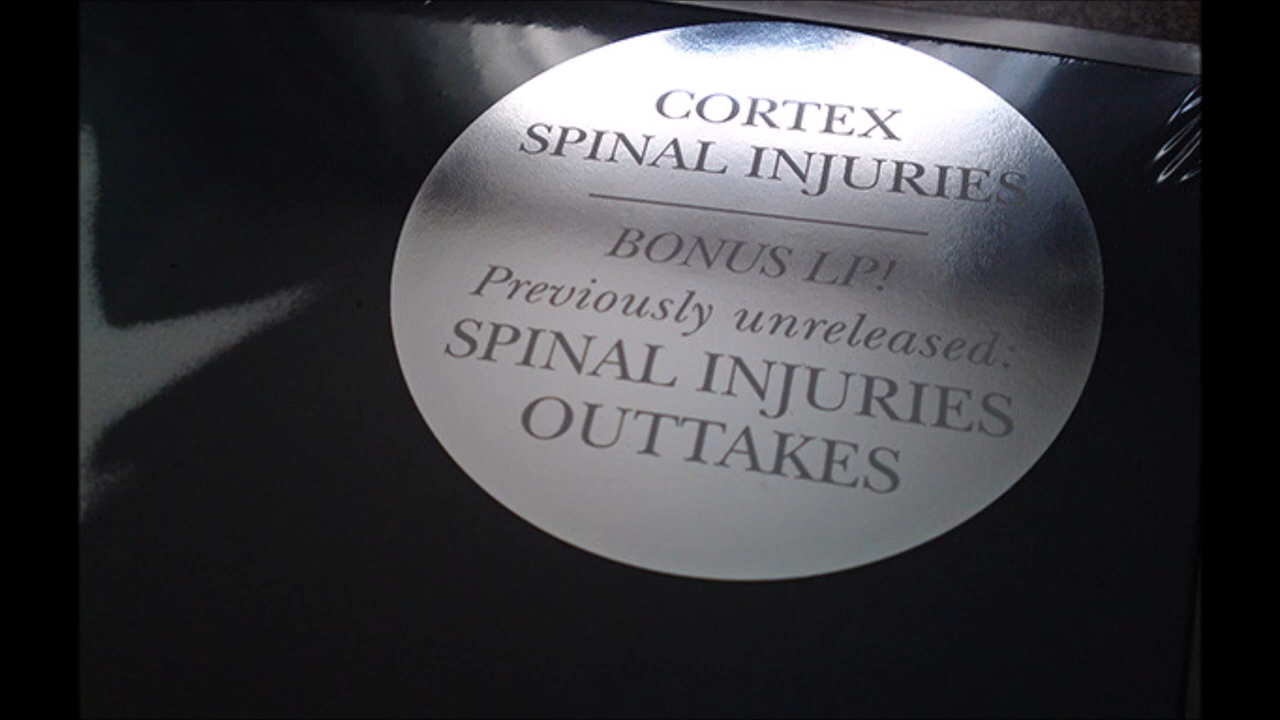 CORTEX
SPINAL INJURIES
BONUS LP!
Previously unreleased:
SPINAL INJURIES
OUTTAKES